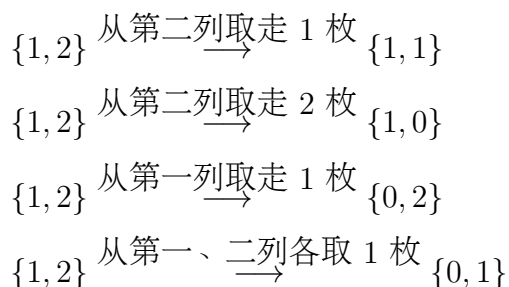 {1, 2} 从第二列取走 1 枚 → {1, 1}
{1, 2} 从第二列取走 2 枚 → {1, 0}
{1, 2} 从第一列取走 1 枚 → {0, 2}
{1, 2} 从第一、二列各取 1 枚 → {0, 1}